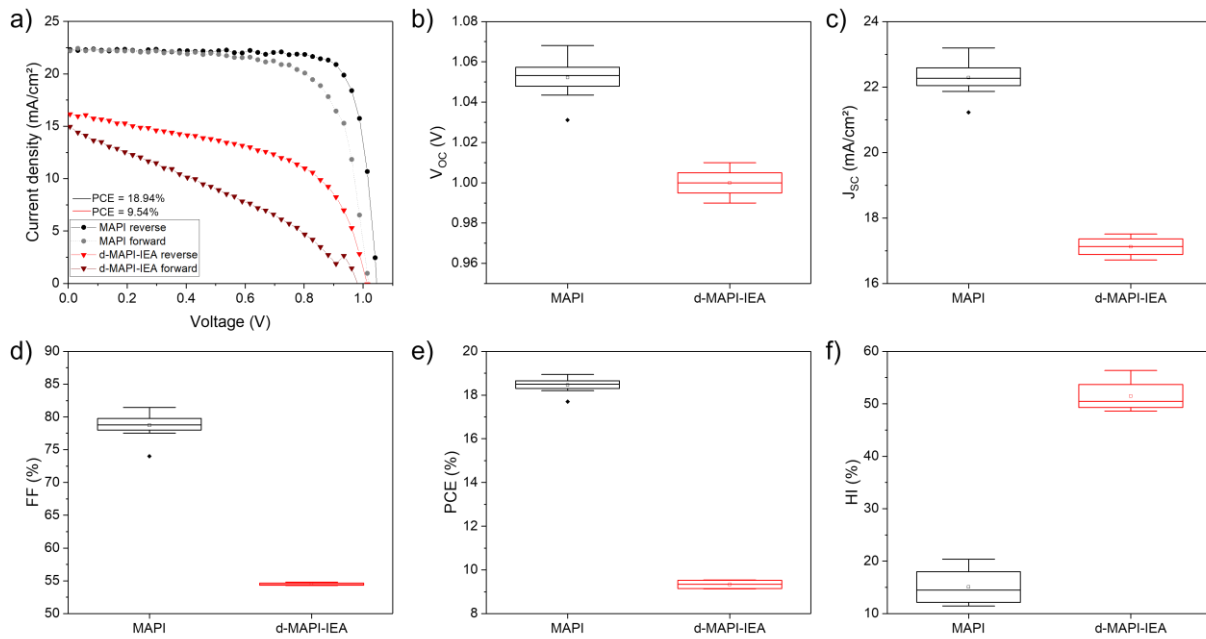 a)
Current density (mA/cm²)
25
20
15
10
5
0
PCE = 18.94%
PCE = 9.54%
MAPI reverse
MAPI forward
d-MAPI-IEA reverse
d-MAPI-IEA forward
0.0 0.2 0.4 0.6 0.8 1.0
Voltage (V)
b)
V_OC (V)
1.08
1.06
1.04
1.02
1.00
0.98
0.96
MAPI d-MAPI-IEA
c)
J_SC (mA/cm²)
24
22
20
18
16
MAPI d-MAPI-IEA
d)
FF (%)
90
85
80
75
70
65
60
55
50
MAPI d-MAPI-IEA
e)
PCE (%)
20
18
16
14
12
10
8
MAPI d-MAPI-IEA
f)
HI (%)
60
50
40
30
20
10
MAPI d-MAPI-IEA